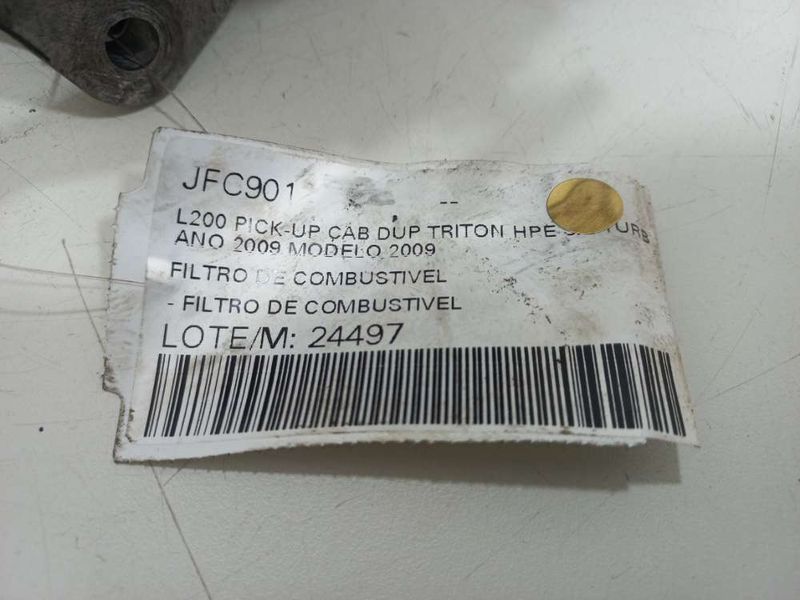 JFC901 --
L200 PICK-UP CAB DUP TRITON HPE TURB
ANO 2009 MODELO 2009
FILTRO DE COMBUSTIVEL
- FILTRO DE COMBUSTIVEL
LOTE/M: 24497